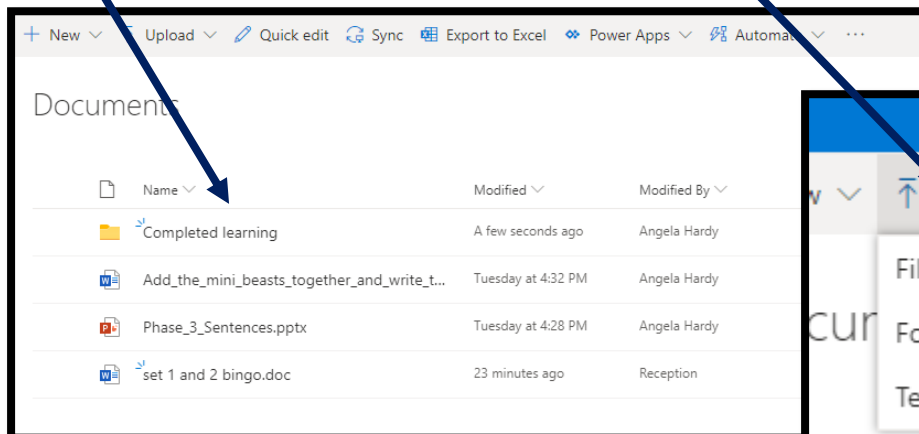 New Upload Quick edit Sync Export to Excel Power Apps Automat ...
Documents
Name Modified Modified By
Completed learning A few seconds ago Angela Hardy
Add_the_mini_beasts_together_and_write_t... Tuesday at 4:32 PM Angela Hardy
Phase_3_Sentences.pptx Tuesday at 4:28 PM Angela Hardy
set 1 and 2 bingo.doc 23 minutes ago Reception